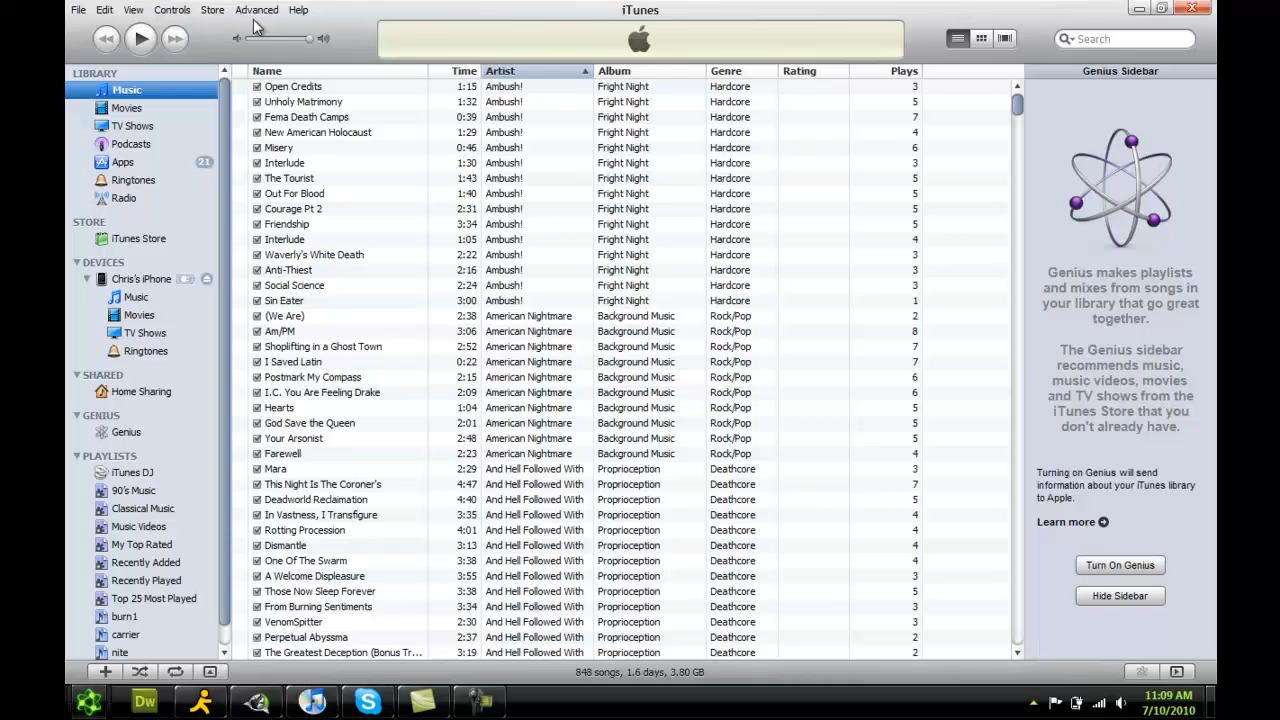 File Edit View Controls Store Advanced Help
iTunes
Search
LIBRARY
Music
Movies
TV Shows
Podcasts
Apps 21
Ringtones
Radio
STORE
iTunes Store
DEVICES
Chris's iPhone
Music
Movies
TV Shows
Ringtones
SHARED
Home Sharing
GENIUS
Genius
PLAYLISTS
iTunes DJ
90's Music
Classical Music
Music Videos
My Top Rated
Recently Added
Recently Played
Top 25 Most Played
burn1
carrier
nite
Name Time Artist Album Genre Rating Plays
Open Credits 1:15 Ambush! Fright Night Hardcore 3
Unholy Matrimony 1:32 Ambush! Fright Night Hardcore 5
Fema Death Camps 0:39 Ambush! Fright Night Hardcore 7
New American Holocaust 1:29 Ambush! Fright Night Hardcore 4
Misery 0:46 Ambush! Fright Night Hardcore 6
Interlude 1:30 Ambush! Fright Night Hardcore 3
The Tourist 1:43 Ambush! Fright Night Hardcore 5
Out For Blood 1:40 Ambush! Fright Night Hardcore 5
Courage Pt 2 2:31 Ambush! Fright Night Hardcore 5
Friendship 3:34 Ambush! Fright Night Hardcore 5
Interlude 1:05 Ambush! Fright Night Hardcore 4
Waverly's White Death 2:22 Ambush! Fright Night Hardcore 3
Anti-Thiest 2:16 Ambush! Fright Night Hardcore 3
Social Science 2:24 Ambush! Fright Night Hardcore 3
Sin Eater 3:00 Ambush! Fright Night Hardcore 1
(We Are) 2:38 American Nightmare Background Music Rock/Pop 2
Am/PM 3:06 American Nightmare Background Music Rock/Pop 8
Shoplifting in a Ghost Town 2:52 American Nightmare Background Music Rock/Pop 7
I Saved Latin 0:22 American Nightmare Background Music Rock/Pop 7
Postmark My Compass 2:15 American Nightmare Background Music Rock/Pop 6
I.C. You Are Feeling Drake 2:09 American Nightmare Background Music Rock/Pop 6
Hearts 1:04 American Nightmare Background Music Rock/Pop 5
God Save the Queen 2:01 American Nightmare Background Music Rock/Pop 5
Your Arsonist 2:48 American Nightmare Background Music Rock/Pop 5
Farewell 2:23 American Nightmare Background Music Rock/Pop 4
Mara 2:29 And Hell Followed With Proprioception Deathcore 3
This Night Is The Coroner's 4:47 And Hell Followed With Proprioception Deathcore 7
Deadworld Reclaimation 4:40 And Hell Followed With Proprioception Deathcore 5
In Vastness, I Transfigure 3:35 And Hell Followed With Proprioception Deathcore 4
Rotting Procession 4:01 And Hell Followed With Proprioception Deathcore 4
Dismantle 3:13 And Hell Followed With Proprioception Deathcore 4
One Of The Swarm 3:38 And Hell Followed With Proprioception Deathcore 4
A Welcome Displeasure 3:55 And Hell Followed With Proprioception Deathcore 3
Those Now Sleep Forever 3:38 And Hell Followed With Proprioception Deathcore 5
From Burning Sentiments 3:34 And Hell Followed With Proprioception Deathcore 3
VenomSpitter 2:30 And Hell Followed With Proprioception Deathcore 3
Perpetual Abyssma 2:37 And Hell Followed With Proprioception Deathcore 2
The Greatest Deception (Bonus Tr... 3:19 And Hell Followed With Proprioception Deathcore 2
Genius Sidebar
Genius makes playlists
and mixes from songs in
your library that go great
together.
The Genius sidebar
recommends music,
music videos, movies
and TV shows from the
iTunes Store that you
don't already have.
Turning on Genius will send
information about your iTunes library
to Apple.
Learn more
Turn On Genius
Hide Sidebar
848 songs, 1.6 days, 3.80 GB
Dw
11:09 AM
7/10/2010